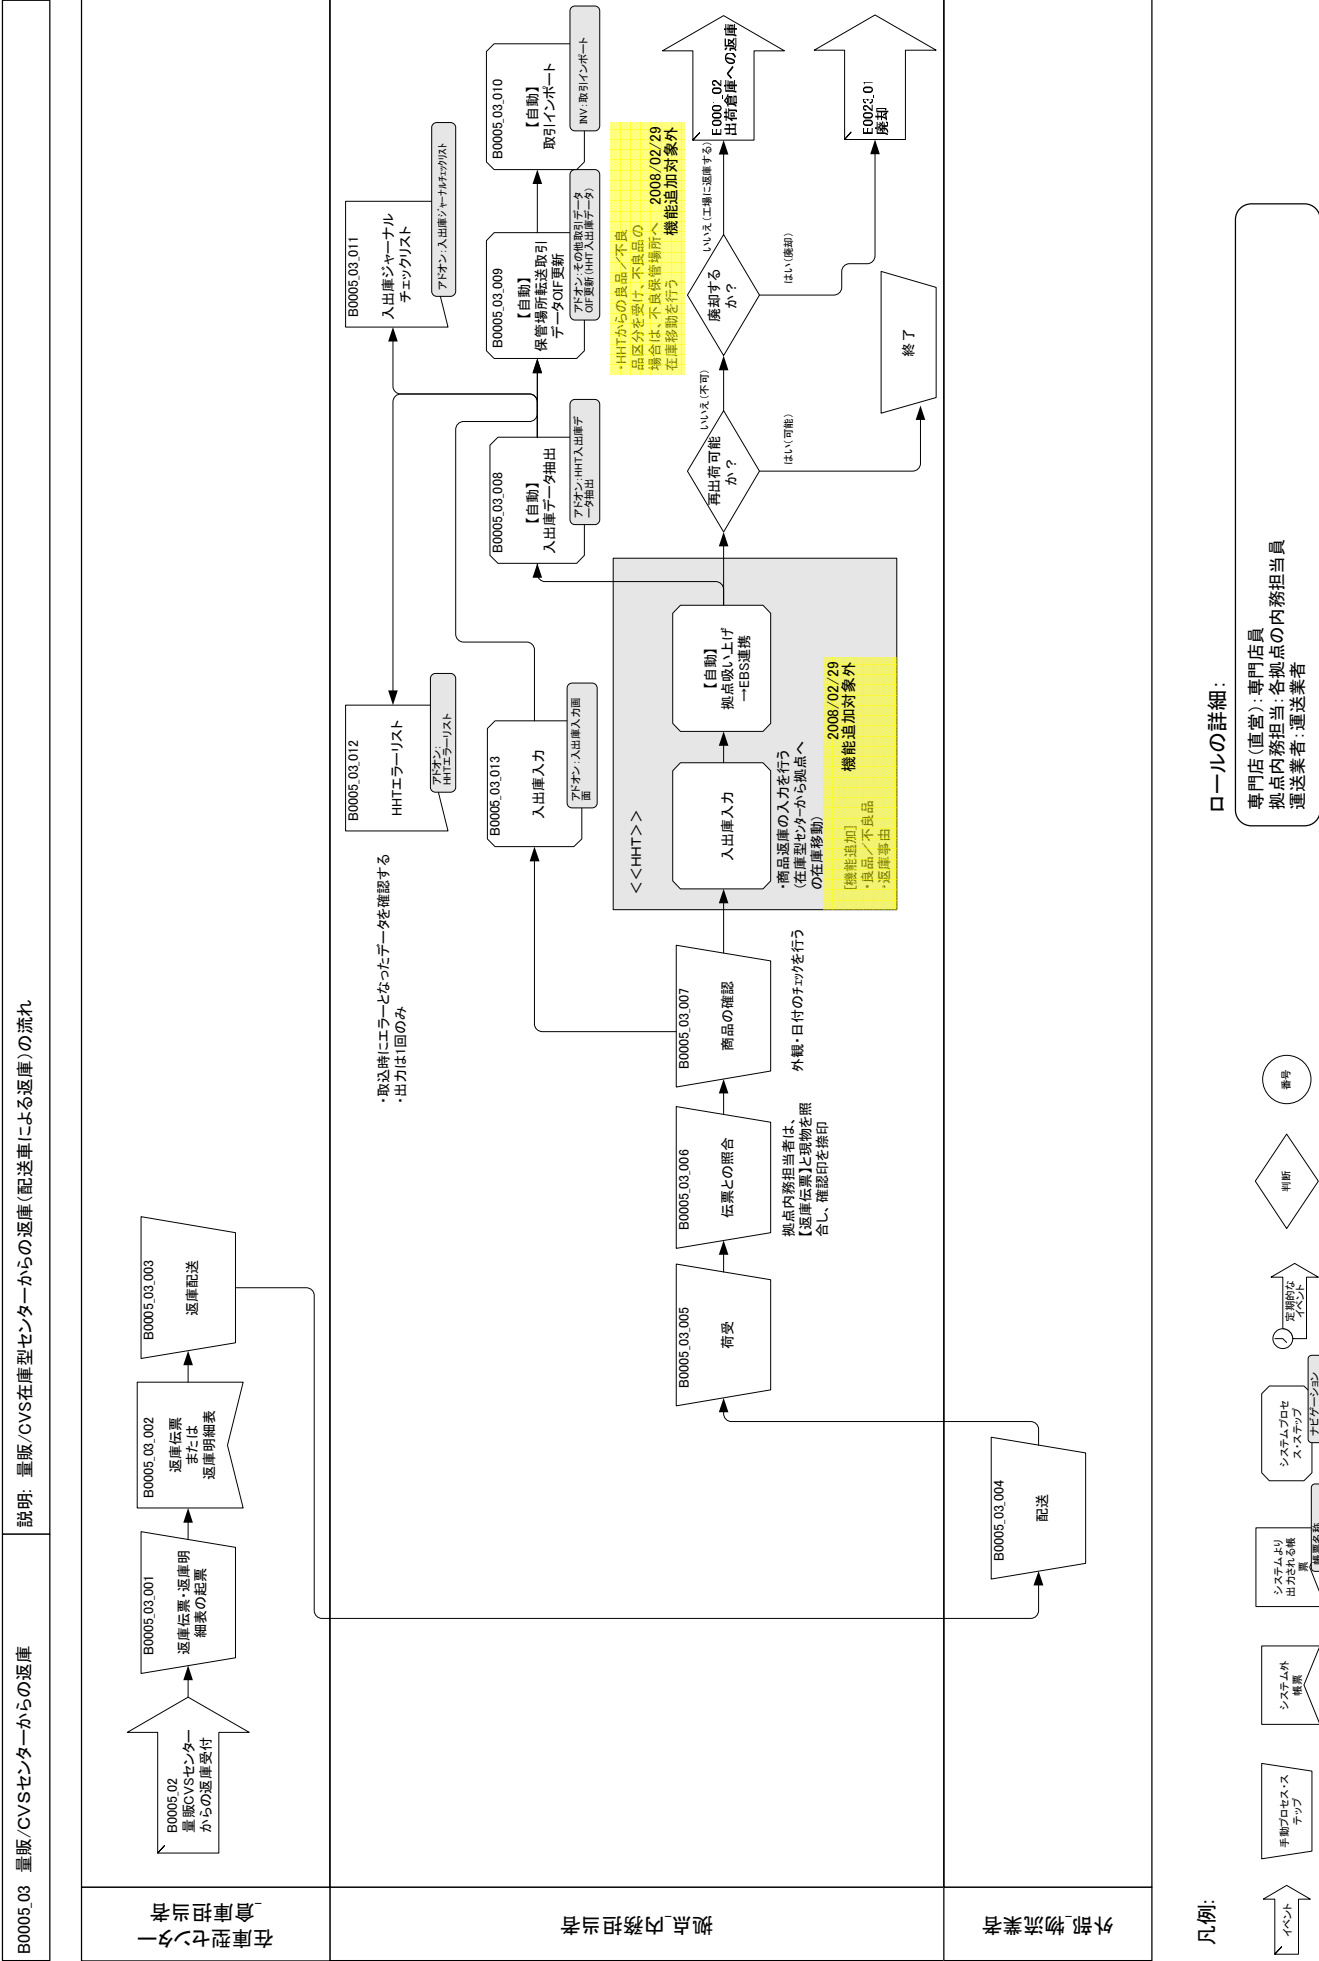 B0005_03　量販/CVSセンターからの返庫
説明:　量販/CVS在庫型センターからの返庫(配送車による返庫)の流れ
在庫型センター
_倉庫担当者
拠点_内務担当者
外部_物流業者
B0005_02
量販CVSセンター
からの返庫受付
B0005_03_001
返庫伝票・返庫明
細表の起票
B0005_03_002
返庫伝票
または
返庫明細表
B0005_03_003
返庫配送
B0005_03_004
配送
B0005_03_005
荷受
B0005_03_006
伝票との照合
拠点内務担当者は、
【返庫伝票】と現物を照
合し、確認印を捺印
B0005_03_007
商品の確認
外観・日付のチェックを行う
・取込時にエラーとなったデータを確認する
・出力は1回のみ
B0005_03_012
HHTエラーリスト
アドオン:
HHTエラーリスト
B0005_03_013
入出庫入力
アドオン:入出庫入力画
面
<<HHT>>
入出庫入力
・商品返庫の入力を行う
(在庫型センターから拠点へ
の在庫移動)
[機能追加]
・良品/不良品
・返庫事由
2008/02/29
機能追加対象外
【自動】
拠点吸い上げ
→EBS連携
B0005_03_008
【自動】
入出庫データ抽出
アドオン:HHT入出庫デ
ータ抽出
B0005_03_011
入出庫ジャーナル
チェックリスト
アドオン:入出庫ジャーナルチェックリスト
B0005_03_009
【自動】
保管場所転送取引
データOIF更新
アドオン:その他取引データ
OIF更新(HHT入出庫データ)
B0005_03_010
【自動】
取引インポート
INV:取引インポート
・HHTからの良品/不良
品区分を受け、不良品の
場合は、不良保管場所へ
在庫移動を行う
2008/02/29
機能追加対象外
再出荷可能
か?
いいえ(不可)
はい(可能)
廃却する
か?
いいえ(工場に返庫する)
はい(廃却)
終了
出荷倉庫への返庫
廃却
ロールの詳細:
専門店(直営):専門店員
拠点内務担当:各拠点の内務担当員
運送業者:運送業者
凡例:
イベント
手動プロセス・ス
テップ
システム外
帳票
システムより
出力される帳
票
システムプロセ
ス・ステップ
ナビゲーション
定期的な
イベント
判断
番号